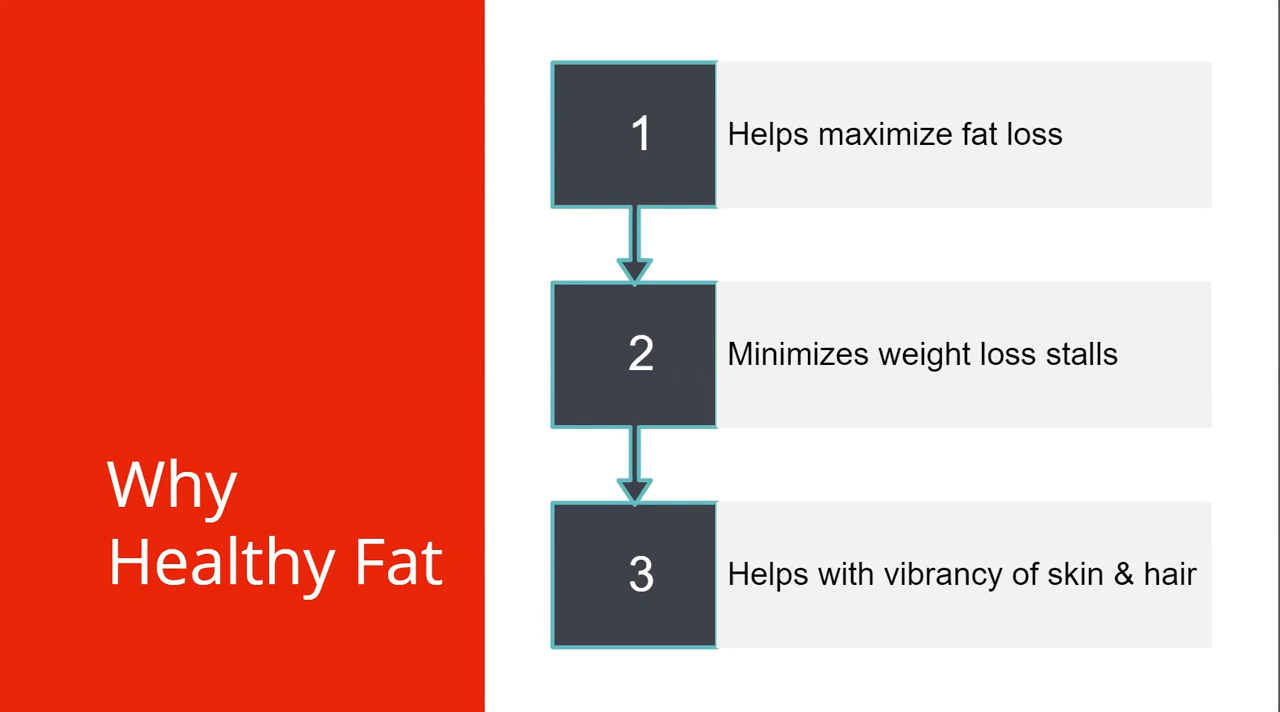 Why
Healthy Fat
1
Helps maximize fat loss
2
Minimizes weight loss stalls
3
Helps with vibrancy of skin & hair